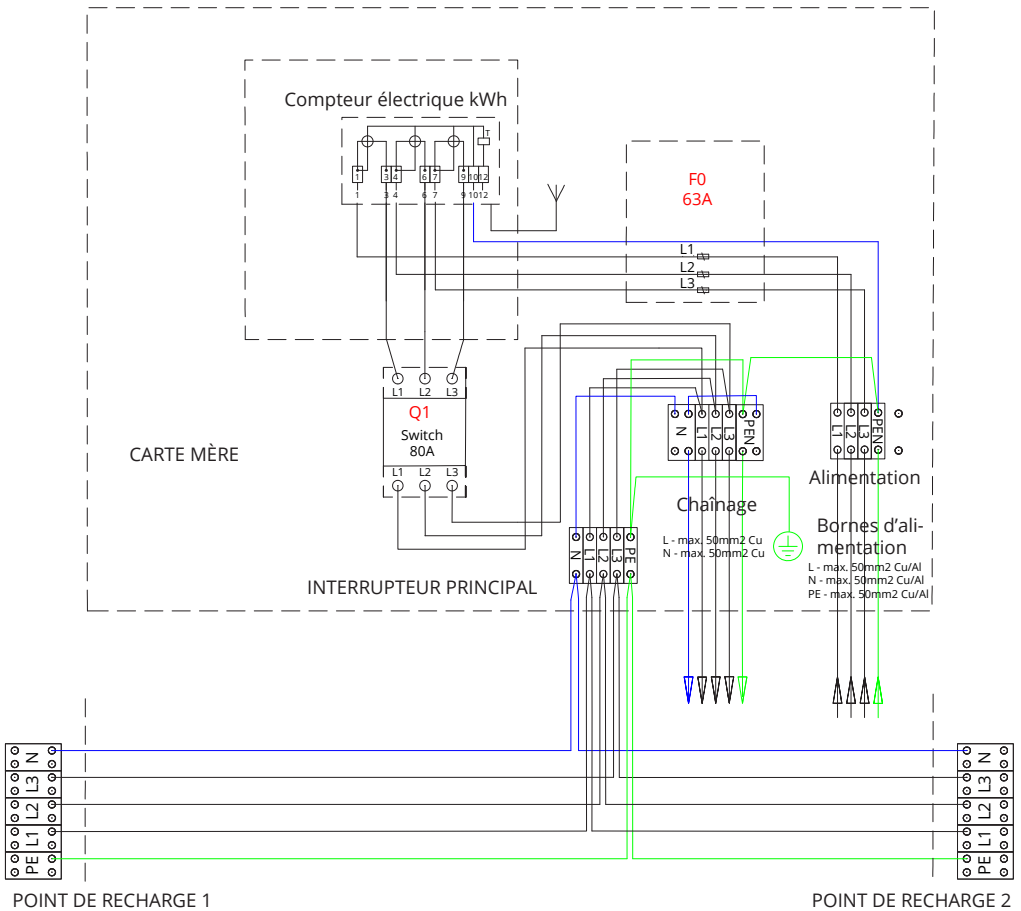 Compteur électrique kWh
T
1 3 4 6 7 9 10 12
1 3 4 6 7 9 10 12
F0
63A
L1
L2
L3
L1 L2 L3
Q1
Switch
80A
L1 L2 L3
CARTE MÈRE
N L1 L2 L3 PEN
L1 L2 L3 PEN
Alimentation
Chaînage
L - max. 50mm2 Cu
N - max. 50mm2 Cu
Bornes d’ali-
mentation
L - max. 50mm2 Cu/Al
N - max. 50mm2 Cu/Al
PE - max. 50mm2 Cu/Al
N L1 L2 L3 PE
INTERRUPTEUR PRINCIPAL
N
L3
L2
L1
PE
N
L3
L2
L1
PE
POINT DE RECHARGE 1
POINT DE RECHARGE 2